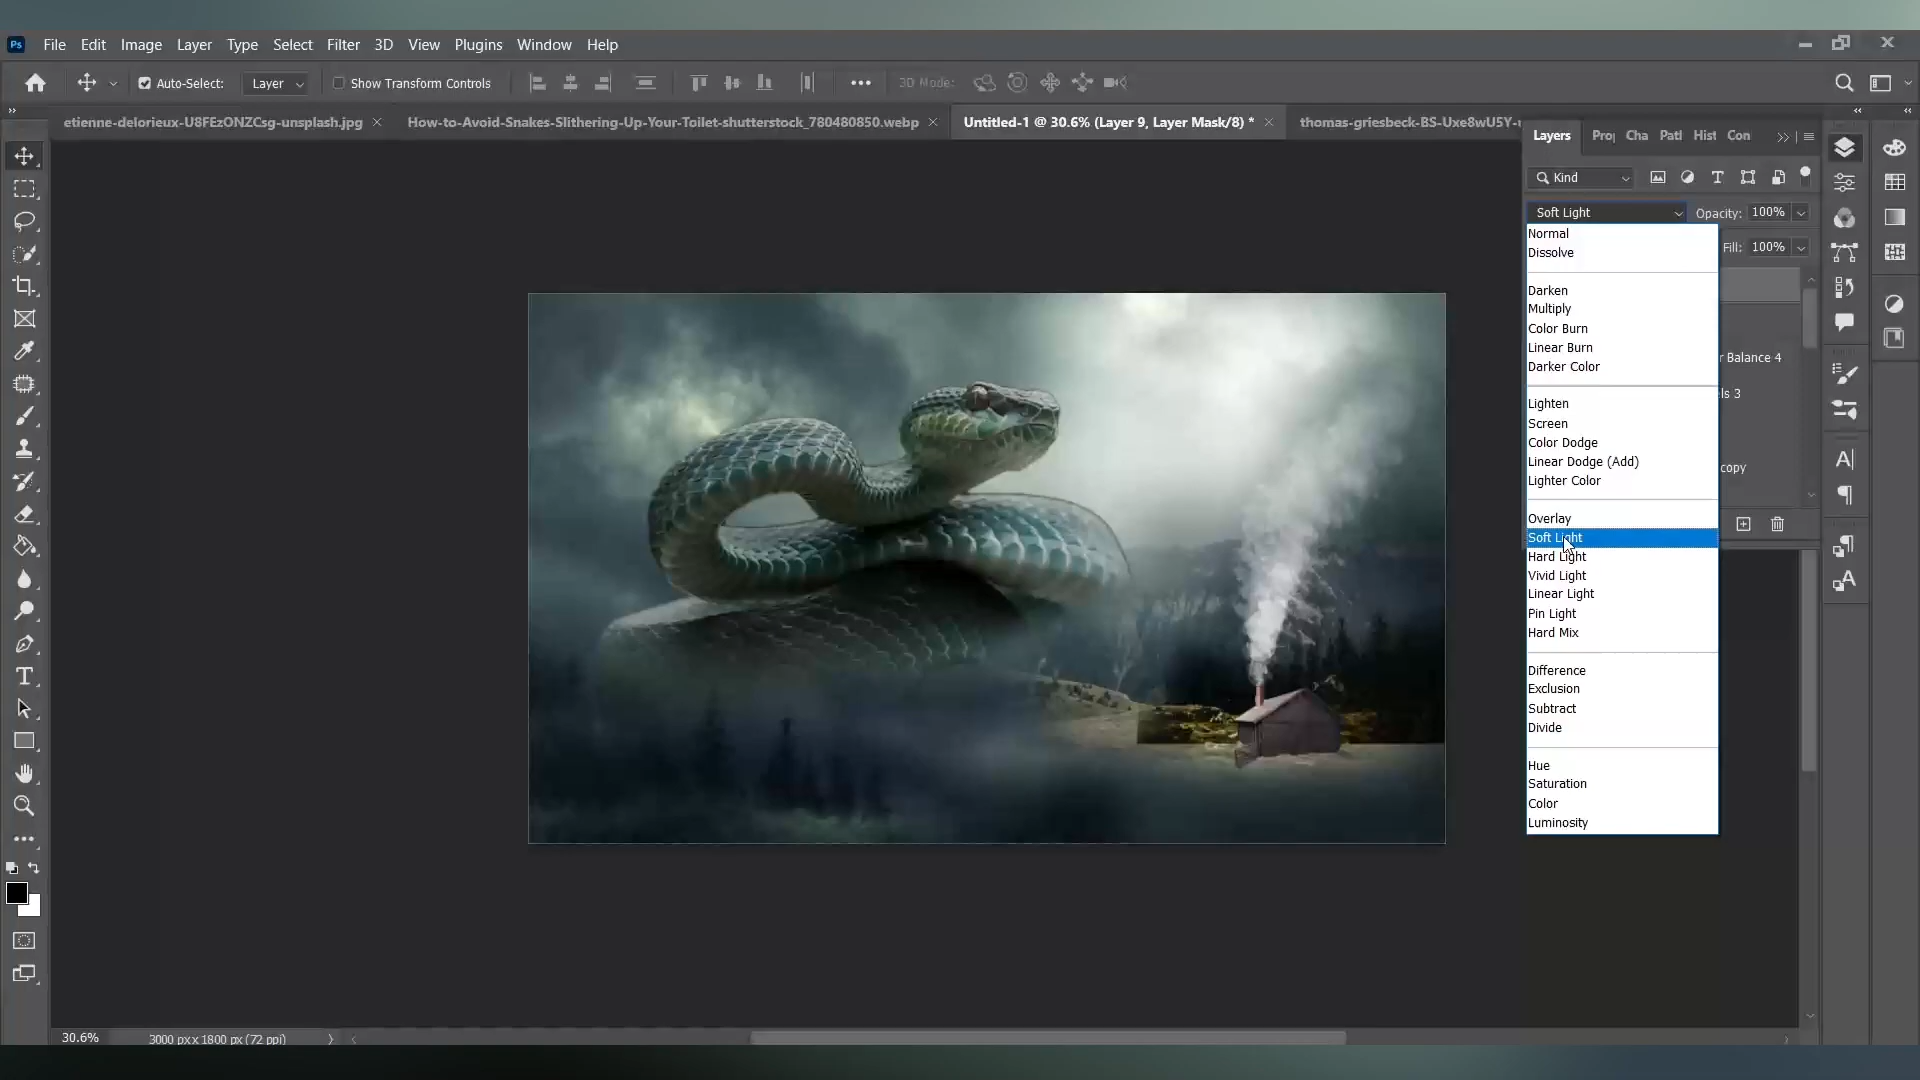 Ps File Edit Image Layer Type Select Filter 3D View Plugins Window Help
Auto-Select: Layer Show Transform Controls 3D Mode:
etienne-delorieux-U8FEzONZCsg-unsplash.jpg How-to-Avoid-Snakes-Slithering-Up-Your-Toilet-shutterstock_780480850.webp Untitled-1 @ 30.6% (Layer 9, Layer Mask/8) * thomas-griesbeck-BS-Uxe8wU5Y-u
Layers Proj Cha Patl Hist Con
Kind
Soft Light Opacity: 100%
Normal
Fill: 100%
Dissolve
Darken
Multiply
Color Burn
Linear Burn
r Balance 4
Darker Color
ls 3
Lighten
Screen
Color Dodge
Linear Dodge (Add)
copy
Lighter Color
Overlay
Soft Light
Hard Light
Vivid Light
Linear Light
Pin Light
Hard Mix
Difference
Exclusion
Subtract
Divide
Hue
Saturation
Color
Luminosity
30.6% 3000 px x 1800 px (72 ppi)